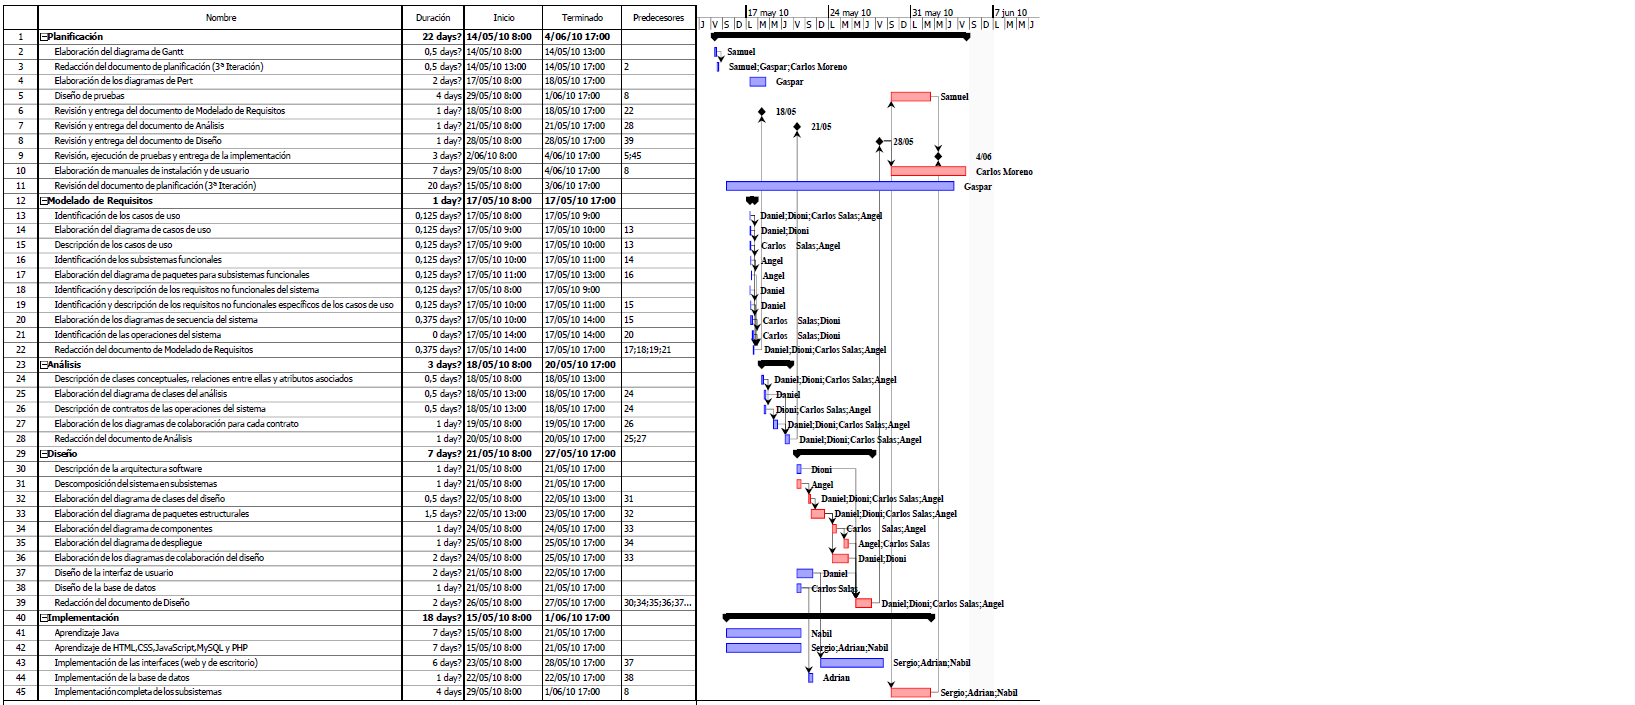 Nombre Duración Inicio Terminado Predecesores 17 may 10 24 may 10 31 may 10 7 jun 10
J V S D L M M J V S D L M M J V S D L M M J V S D L M M J
1 Planificación 22 days? 14/05/10 8:00 4/06/10 17:00
2 Elaboración del diagrama de Gantt 0,5 days? 14/05/10 8:00 14/05/10 13:00 Samuel
3 Redacción del documento de planificación (3ª Iteración) 0,5 days? 14/05/10 13:00 14/05/10 17:00 2 Samuel;Gaspar;Carlos Moreno
4 Elaboración de los diagramas de Pert 2 days? 17/05/10 8:00 18/05/10 17:00 Gaspar
5 Diseño de pruebas 4 days 29/05/10 8:00 1/06/10 17:00 8 Samuel
6 Revisión y entrega del documento de Modelado de Requisitos 1 day? 18/05/10 8:00 18/05/10 17:00 22 18/05
7 Revisión y entrega del documento de Análisis 1 day? 21/05/10 8:00 21/05/10 17:00 28 21/05
8 Revisión y entrega del documento de Diseño 1 day? 28/05/10 8:00 28/05/10 17:00 39 28/05
9 Revisión, ejecución de pruebas y entrega de la implementación 3 days? 2/06/10 8:00 4/06/10 17:00 5;45 4/06
10 Elaboración de manuales de instalación y de usuario 7 days? 29/05/10 8:00 4/06/10 17:00 8 Carlos Moreno
11 Revisión del documento de planificación (3ª Iteración) 20 days? 15/05/10 8:00 3/06/10 17:00 Gaspar
12 Modelado de Requisitos 1 day? 17/05/10 8:00 17/05/10 17:00
13 Identificación de los casos de uso 0,125 days? 17/05/10 8:00 17/05/10 9:00 Daniel;Dioni;Carlos Salas;Angel
14 Elaboración del diagrama de casos de uso 0,125 days? 17/05/10 9:00 17/05/10 10:00 13 Daniel;Dioni
15 Descripción de los casos de uso 0,125 days? 17/05/10 9:00 17/05/10 10:00 13 Carlos Salas;Angel
16 Identificación de los subsistemas funcionales 0,125 days? 17/05/10 10:00 17/05/10 11:00 14 Angel
17 Elaboración del diagrama de paquetes para subsistemas funcionales 0,125 days? 17/05/10 11:00 17/05/10 13:00 16 Angel
18 Identificación y descripción de los requisitos no funcionales del sistema 0,125 days? 17/05/10 8:00 17/05/10 9:00 Daniel
19 Identificación y descripción de los requisitos no funcionales específicos de los casos de uso 0,125 days? 17/05/10 10:00 17/05/10 11:00 15 Daniel
20 Elaboración de los diagramas de secuencia del sistema 0,375 days? 17/05/10 10:00 17/05/10 14:00 15 Carlos Salas;Dioni
21 Identificación de las operaciones del sistema 0 days? 17/05/10 14:00 17/05/10 14:00 20 Carlos Salas;Dioni
22 Redacción del documento de Modelado de Requisitos 0,375 days? 17/05/10 14:00 17/05/10 17:00 17;18;19;21 Daniel;Dioni;Carlos Salas;Angel
23 Análisis 3 days? 18/05/10 8:00 20/05/10 17:00
24 Descripción de clases conceptuales, relaciones entre ellas y atributos asociados 0,5 days? 18/05/10 8:00 18/05/10 13:00 Daniel;Dioni;Carlos Salas;Angel
25 Elaboración del diagrama de clases del análisis 0,5 days? 18/05/10 13:00 18/05/10 17:00 24 Daniel
26 Descripción de contratos de las operaciones del sistema 0,5 days? 18/05/10 13:00 18/05/10 17:00 24 Dioni;Carlos Salas;Angel
27 Elaboración de los diagramas de colaboración para cada contrato 1 day? 19/05/10 8:00 19/05/10 17:00 26 Daniel;Dioni;Carlos Salas;Angel
28 Redacción del documento de Análisis 1 day? 20/05/10 8:00 20/05/10 17:00 25;27 Daniel;Dioni;Carlos Salas;Angel
29 Diseño 7 days? 21/05/10 8:00 27/05/10 17:00
30 Descripción de la arquitectura software 1 day? 21/05/10 8:00 21/05/10 17:00 Dioni
31 Descomposición del sistema en subsistemas 1 day? 21/05/10 8:00 21/05/10 17:00 Angel
32 Elaboración del diagrama de clases del diseño 0,5 days? 22/05/10 8:00 22/05/10 13:00 31 Daniel;Dioni;Carlos Salas;Angel
33 Elaboración del diagrama de paquetes estructurales 1,5 days? 22/05/10 13:00 23/05/10 17:00 32 Daniel;Dioni;Carlos Salas;Angel
34 Elaboración del diagrama de componentes 1 day? 24/05/10 8:00 24/05/10 17:00 33 Carlos Salas;Angel
35 Elaboración del diagrama de despliegue 1 day? 25/05/10 8:00 25/05/10 17:00 34 Angel;Carlos Salas
36 Elaboración de los diagramas de colaboración del diseño 2 days? 24/05/10 8:00 25/05/10 17:00 33 Daniel;Dioni
37 Diseño de la interfaz de usuario 2 days? 21/05/10 8:00 22/05/10 17:00 Daniel
38 Diseño de la base de datos 1 day? 21/05/10 8:00 21/05/10 17:00 Carlos Salas
39 Redacción del documento de Diseño 2 days? 26/05/10 8:00 27/05/10 17:00 30;34;35;36;37... Daniel;Dioni;Carlos Salas;Angel
40 Implementación 18 days? 15/05/10 8:00 1/06/10 17:00
41 Aprendizaje Java 7 days? 15/05/10 8:00 21/05/10 17:00 Nabil
42 Aprendizaje de HTML,CSS,JavaScript,MySQL y PHP 7 days? 15/05/10 8:00 21/05/10 17:00 Sergio;Adrian;Nabil
43 Implementación de las interfaces (web y de escritorio) 6 days? 23/05/10 8:00 28/05/10 17:00 37 Sergio;Adrian;Nabil
44 Implementación de la base de datos 1 day? 22/05/10 8:00 22/05/10 17:00 38 Adrian
45 Implementación completa de los subsistemas 4 days 29/05/10 8:00 1/06/10 17:00 8 Sergio;Adrian;Nabil